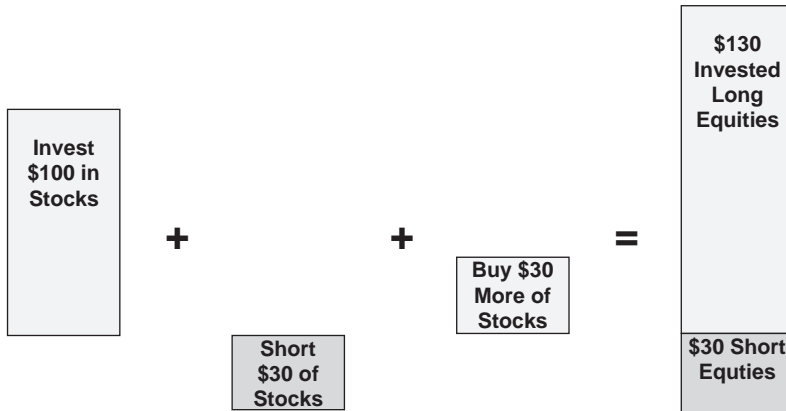 Invest
$100 in
Stocks
+
Short
$30 of
Stocks
+
Buy $30
More of
Stocks
=
$130
Invested
Long
Equities
$30 Short
Equties